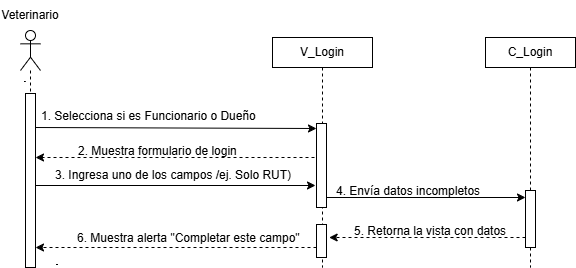 Veterinario
V_Login
C_Login
1. Selecciona si es Funcionario o Dueño
2. Muestra formulario de login
3. Ingresa uno de los campos /ej. Solo RUT)
4. Envía datos incompletos
5. Retorna la vista con datos
6. Muestra alerta "Completar este campo"